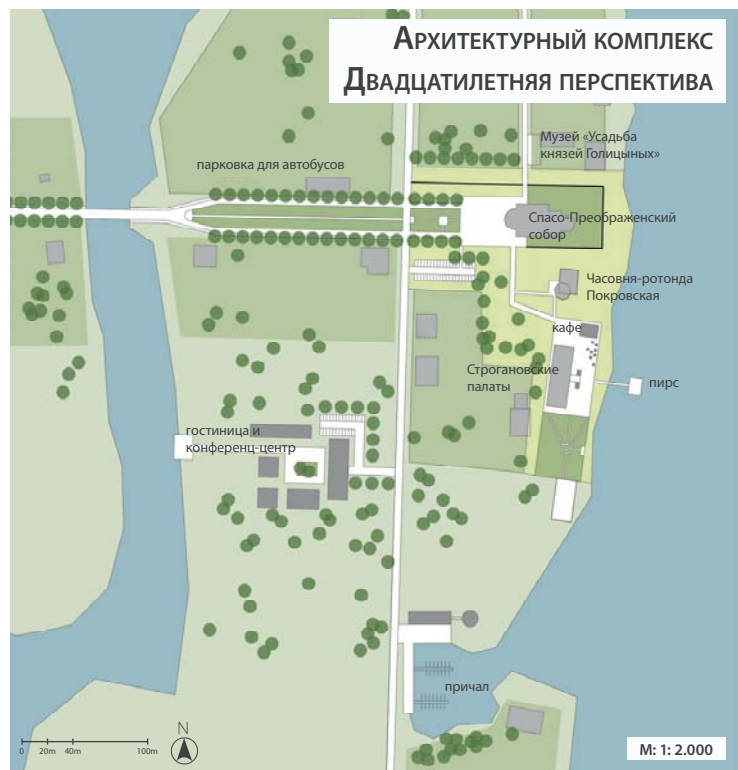 Архитектурный комплекс
Двадцатилетняя перспектива
Музей «Усадьба
князей Голицыных»
парковка для автобусов
Спасо-Преображенский
собор
Часовня-ротонда
Покровская
кафе
Строгановские
палаты
пирс
гостиница и
конференц-центр
причал
N
0 20m 40m 100m
М: 1: 2.000